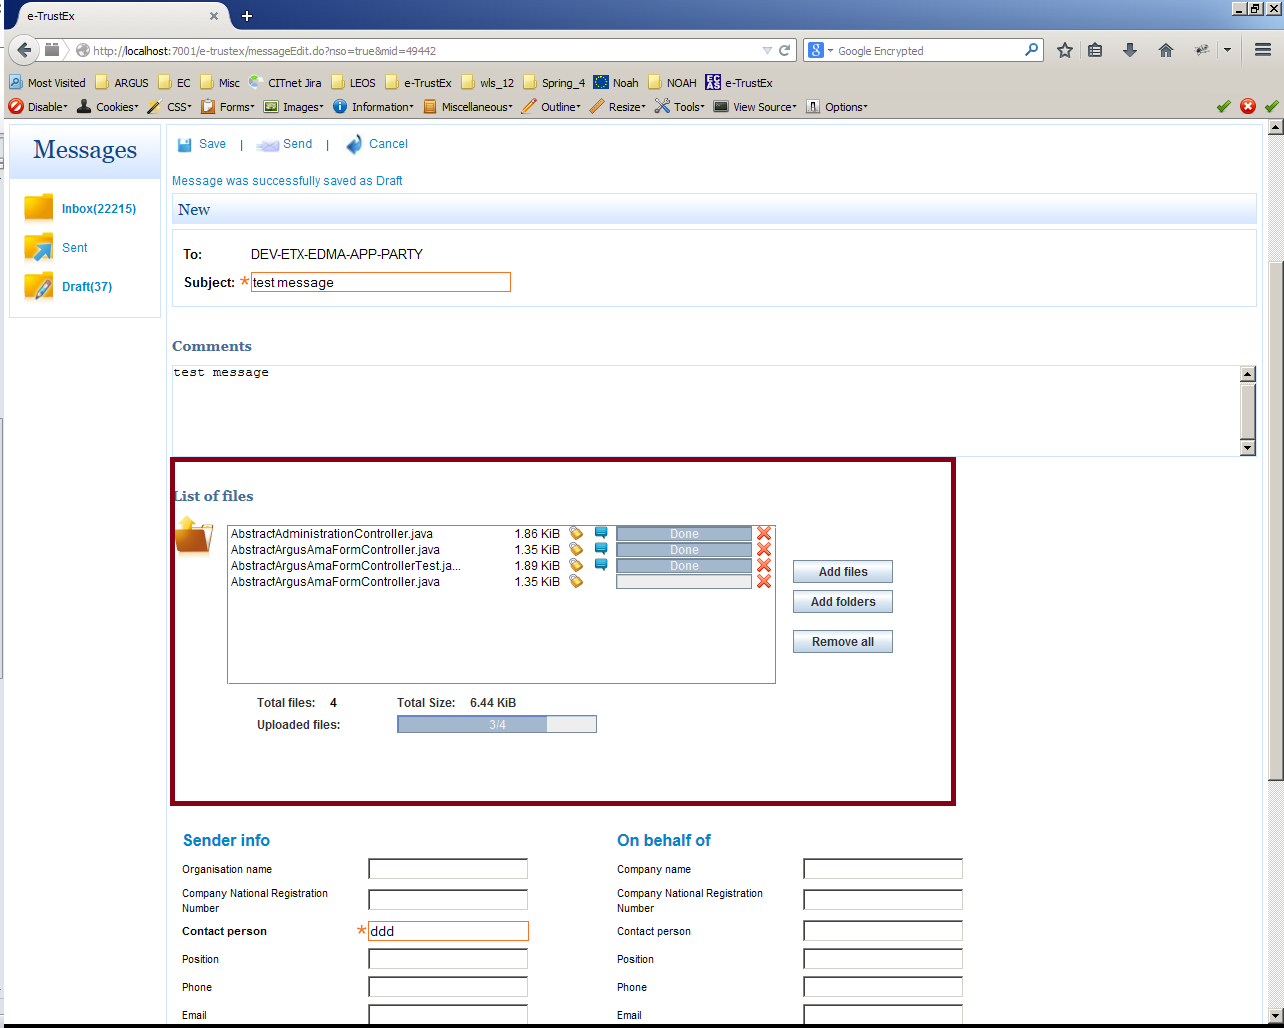 e-TrustEx
http://localhost:7001/e-trustex/messageEdit.do?nso=true&mid=49442
Google Encrypted
Most Visited ARGUS EC Misc CITnet Jira LEOS e-TrustEx wls_12 Spring_4 Noah NOAH e-TrustEx
Disable Cookies CSS Forms Images Information Miscellaneous Outline Resize Tools View Source Options
Messages
Inbox(22215)
Sent
Draft(37)
Save | Send | Cancel
Message was successfully saved as Draft
New
To: DEV-ETX-EDMA-APP-PARTY
Subject: * test message
Comments
test message
List of files
AbstractAdministrationController.java 1.86 KiB Done
AbstractArgusAmaFormController.java 1.35 KiB Done
AbstractArgusAmaFormControllerTest.ja... 1.89 KiB Done
AbstractArgusAmaFormController.java 1.35 KiB
Add files
Add folders
Remove all
Total files: 4 Total Size: 6.44 KiB
Uploaded files: 3/4
Sender info
Organisation name
Company National Registration
Number
Contact person * ddd
Position
Phone
Email
On behalf of
Company name
Company National Registration
Number
Contact person
Position
Phone
Email